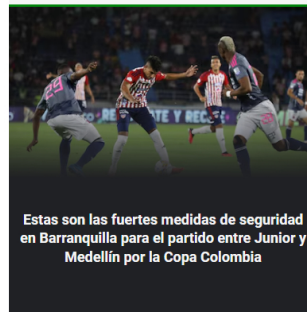 29
Estas son las fuertes medidas de seguridad
en Barranquilla para el partido entre Junior y
Medellín por la Copa Colombia